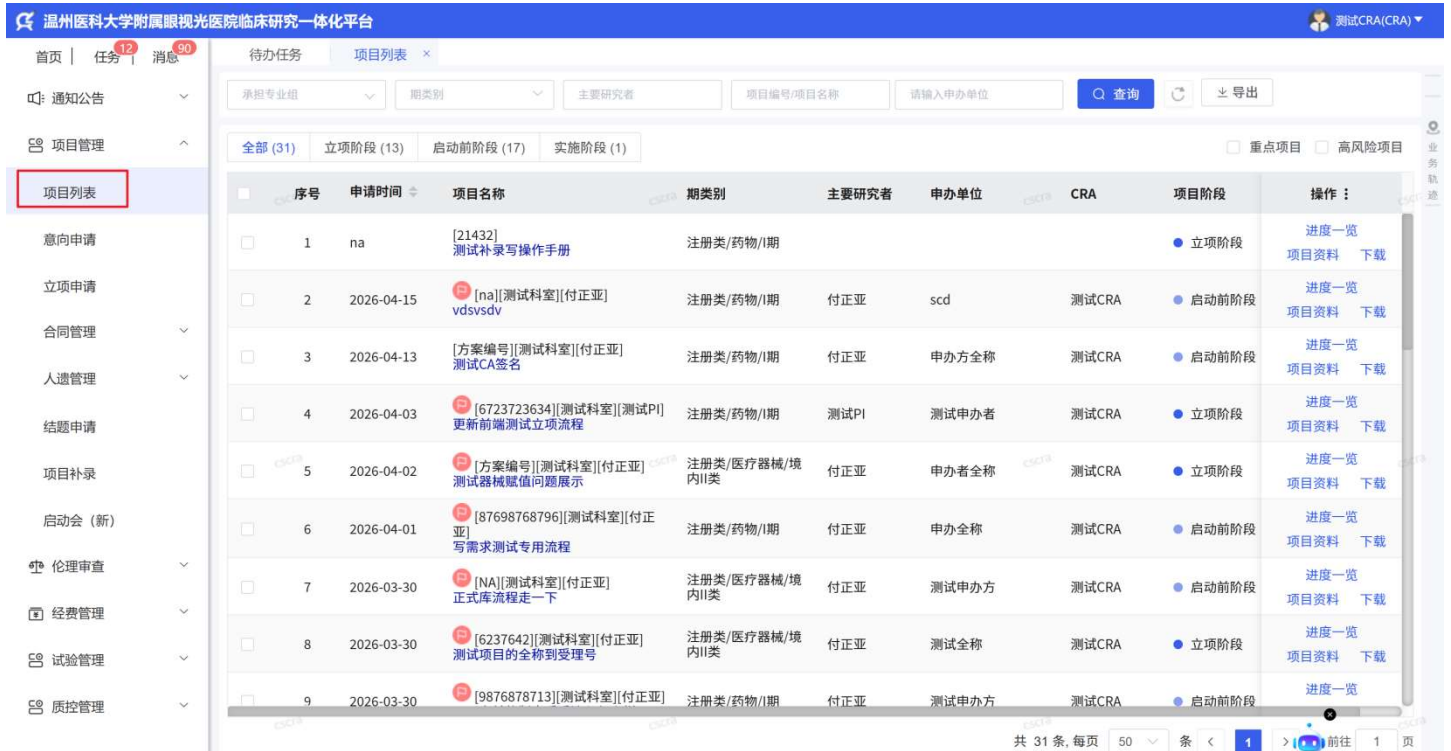 温州医科大学附属眼视光医院临床研究一体化平台
测试CRA(CRA)
首页 | 任务 12 | 消息 90
待办任务 项目列表 ×
通知公告
承担专业组 期类别 主要研究者 项目编号/项目名称 请输入申办单位 查询 导出
项目管理
全部 (31) 立项阶段 (13) 启动前阶段 (17) 实施阶段 (1) 重点项目 高风险项目
业务轨迹
项目列表
意向申请
立项申请
合同管理
人遗管理
结题申请
项目补录
启动会（新）
伦理审查
经费管理
试验管理
质控管理
序号 申请时间 项目名称 期类别 主要研究者 申办单位 CRA 项目阶段 操作
1 na [21432] 注册类/药物/I期 立项阶段 进度一览
测试补录写操作手册 项目资料 下载
2 2026-04-15 [na][测试科室][付正亚] 注册类/药物/I期 付正亚 scd 测试CRA 启动前阶段 进度一览
vdsvsdv 项目资料 下载
3 2026-04-13 [方案编号][测试科室][付正亚] 注册类/药物/I期 付正亚 申办方全称 测试CRA 启动前阶段 进度一览
测试CA签名 项目资料 下载
4 2026-04-03 [6723723634][测试科室][测试PI] 注册类/药物/I期 测试PI 测试申办者 测试CRA 立项阶段 进度一览
更新前端测试立项流程 项目资料 下载
5 2026-04-02 [方案编号][测试科室][付正亚] 注册类/医疗器械/境 付正亚 申办者全称 测试CRA 立项阶段 进度一览
测试器械赋值问题展示 内II类 项目资料 下载
6 2026-04-01 [87698768796][测试科室][付正 注册类/药物/I期 付正亚 申办全称 测试CRA 启动前阶段 进度一览
亚]
写需求测试专用流程 项目资料 下载
7 2026-03-30 [NA][测试科室][付正亚] 注册类/医疗器械/境 付正亚 测试申办方 测试CRA 启动前阶段 进度一览
正式库流程走一下 内II类 项目资料 下载
8 2026-03-30 [6237642][测试科室][付正亚] 注册类/医疗器械/境 付正亚 测试全称 测试CRA 立项阶段 进度一览
测试项目的全称到受理号 内II类 项目资料 下载
9 2026-03-30 [9876878713][测试科室][付正亚] 注册类/药物/I期 付正亚 测试申办方 测试CRA 启动前阶段 进度一览
共 31 条, 每页 50 条 < 1 > 前往 1 页
cscra